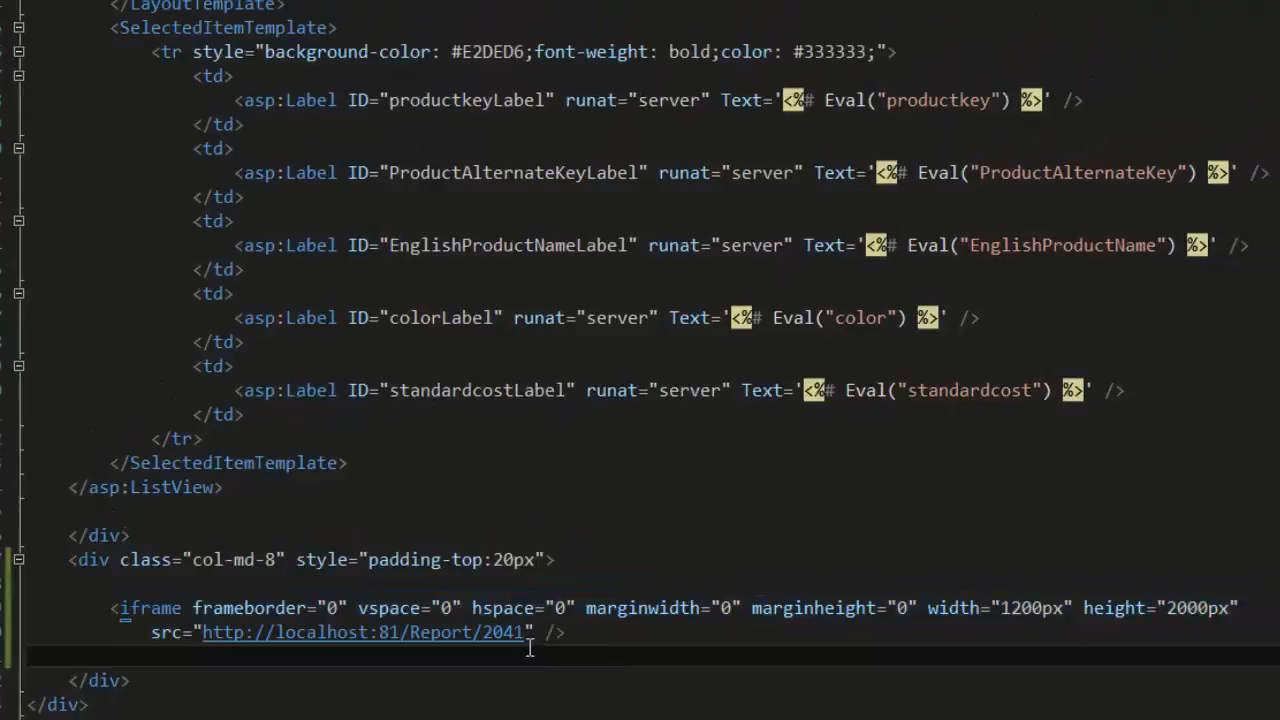 </LayoutTemplate>
<SelectedItemTemplate>
<tr style="background-color: #E2DED6;font-weight: bold;color: #333333;">
<td>
<asp:Label ID="productkeyLabel" runat="server" Text='<%# Eval("productkey") %>' />
</td>
<td>
<asp:Label ID="ProductAlternateKeyLabel" runat="server" Text='<%# Eval("ProductAlternateKey") %>' />
</td>
<td>
<asp:Label ID="EnglishProductNameLabel" runat="server" Text='<%# Eval("EnglishProductName") %>' />
</td>
<td>
<asp:Label ID="colorLabel" runat="server" Text='<%# Eval("color") %>' />
</td>
<td>
<asp:Label ID="standardcostLabel" runat="server" Text='<%# Eval("standardcost") %>' />
</td>
</tr>
</SelectedItemTemplate>
</asp:ListView>
</div>
<div class="col-md-8" style="padding-top:20px">
<iframe frameborder="0" vspace="0" hspace="0" marginwidth="0" marginheight="0" width="1200px" height="2000px"
src="http://localhost:81/Report/2041" />
</div>
</div>